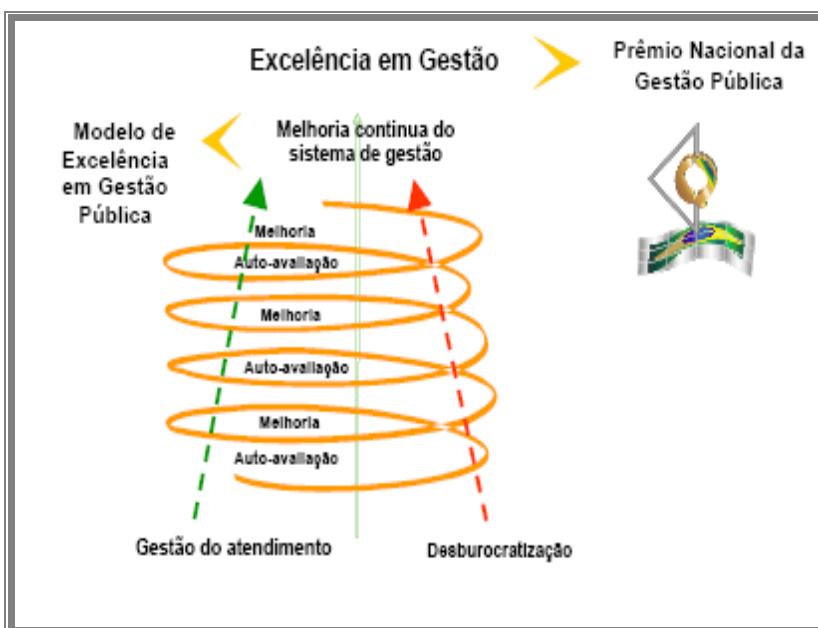 Excelência em Gestão
Prêmio Nacional da
Gestão Pública
Modelo de
Excelência
em Gestão
Pública
Melhoria continua do
sistema de gestão
Melhoria
Auto-avaliação
Melhoria
Auto-avaliação
Melhoria
Auto-avaliação
Gestão do atendimento
Desburocratização